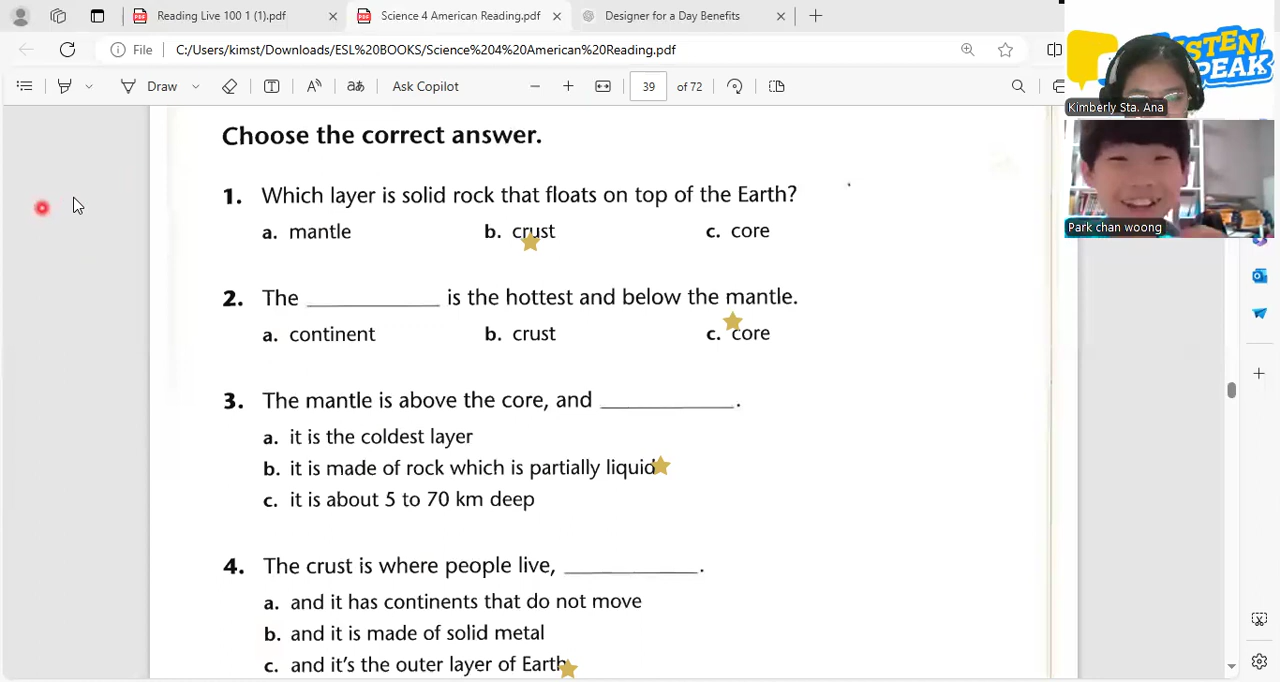 Reading Live 100 1 (1).pdf
Science 4 American Reading.pdf
Designer for a Day Benefits
File
C:/Users/kimst/Downloads/ESL%20BOOKS/Science%204%20American%20Reading.pdf
Draw
Ask Copilot
39 of 72
Kimberly Sta. Ana
Park chan woong
Choose the correct answer.
1. Which layer is solid rock that floats on top of the Earth?
a. mantle b. crust c. core
2. The ____________ is the hottest and below the mantle.
a. continent b. crust c. core
3. The mantle is above the core, and ____________.
a. it is the coldest layer
b. it is made of rock which is partially liquid
c. it is about 5 to 70 km deep
4. The crust is where people live, ____________.
a. and it has continents that do not move
b. and it is made of solid metal
c. and it's the outer layer of Earth